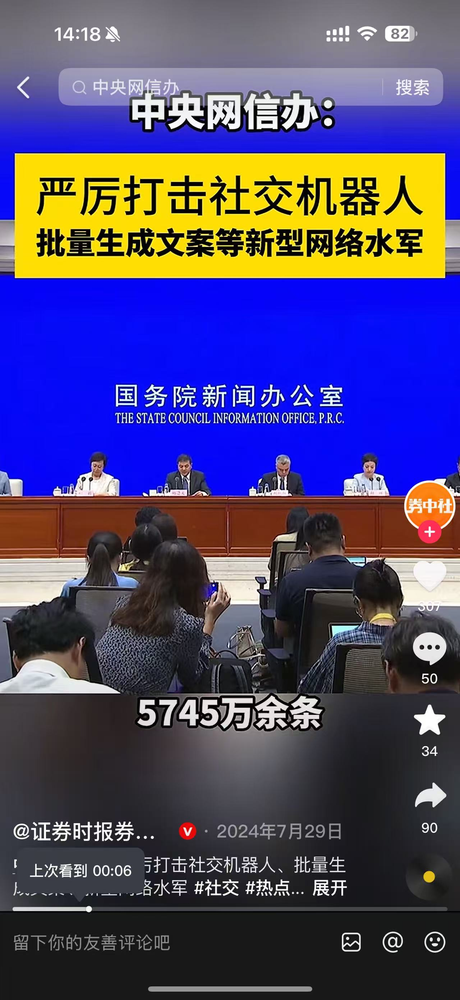 14:18
82
中央网信办
搜索
中央网信办：
严厉打击社交机器人
批量生成文案等新型网络水军
国务院新闻办公室
THE STATE COUNCIL INFORMATION OFFICE, P.R.C.
券中社
307
50
5745万余条
34
90
@证券时报券...
· 2024年7月29日
上次看到 00:06
厉打击社交机器人、批量生
络水军 #社交 #热点... 展开
留下你的友善评论吧